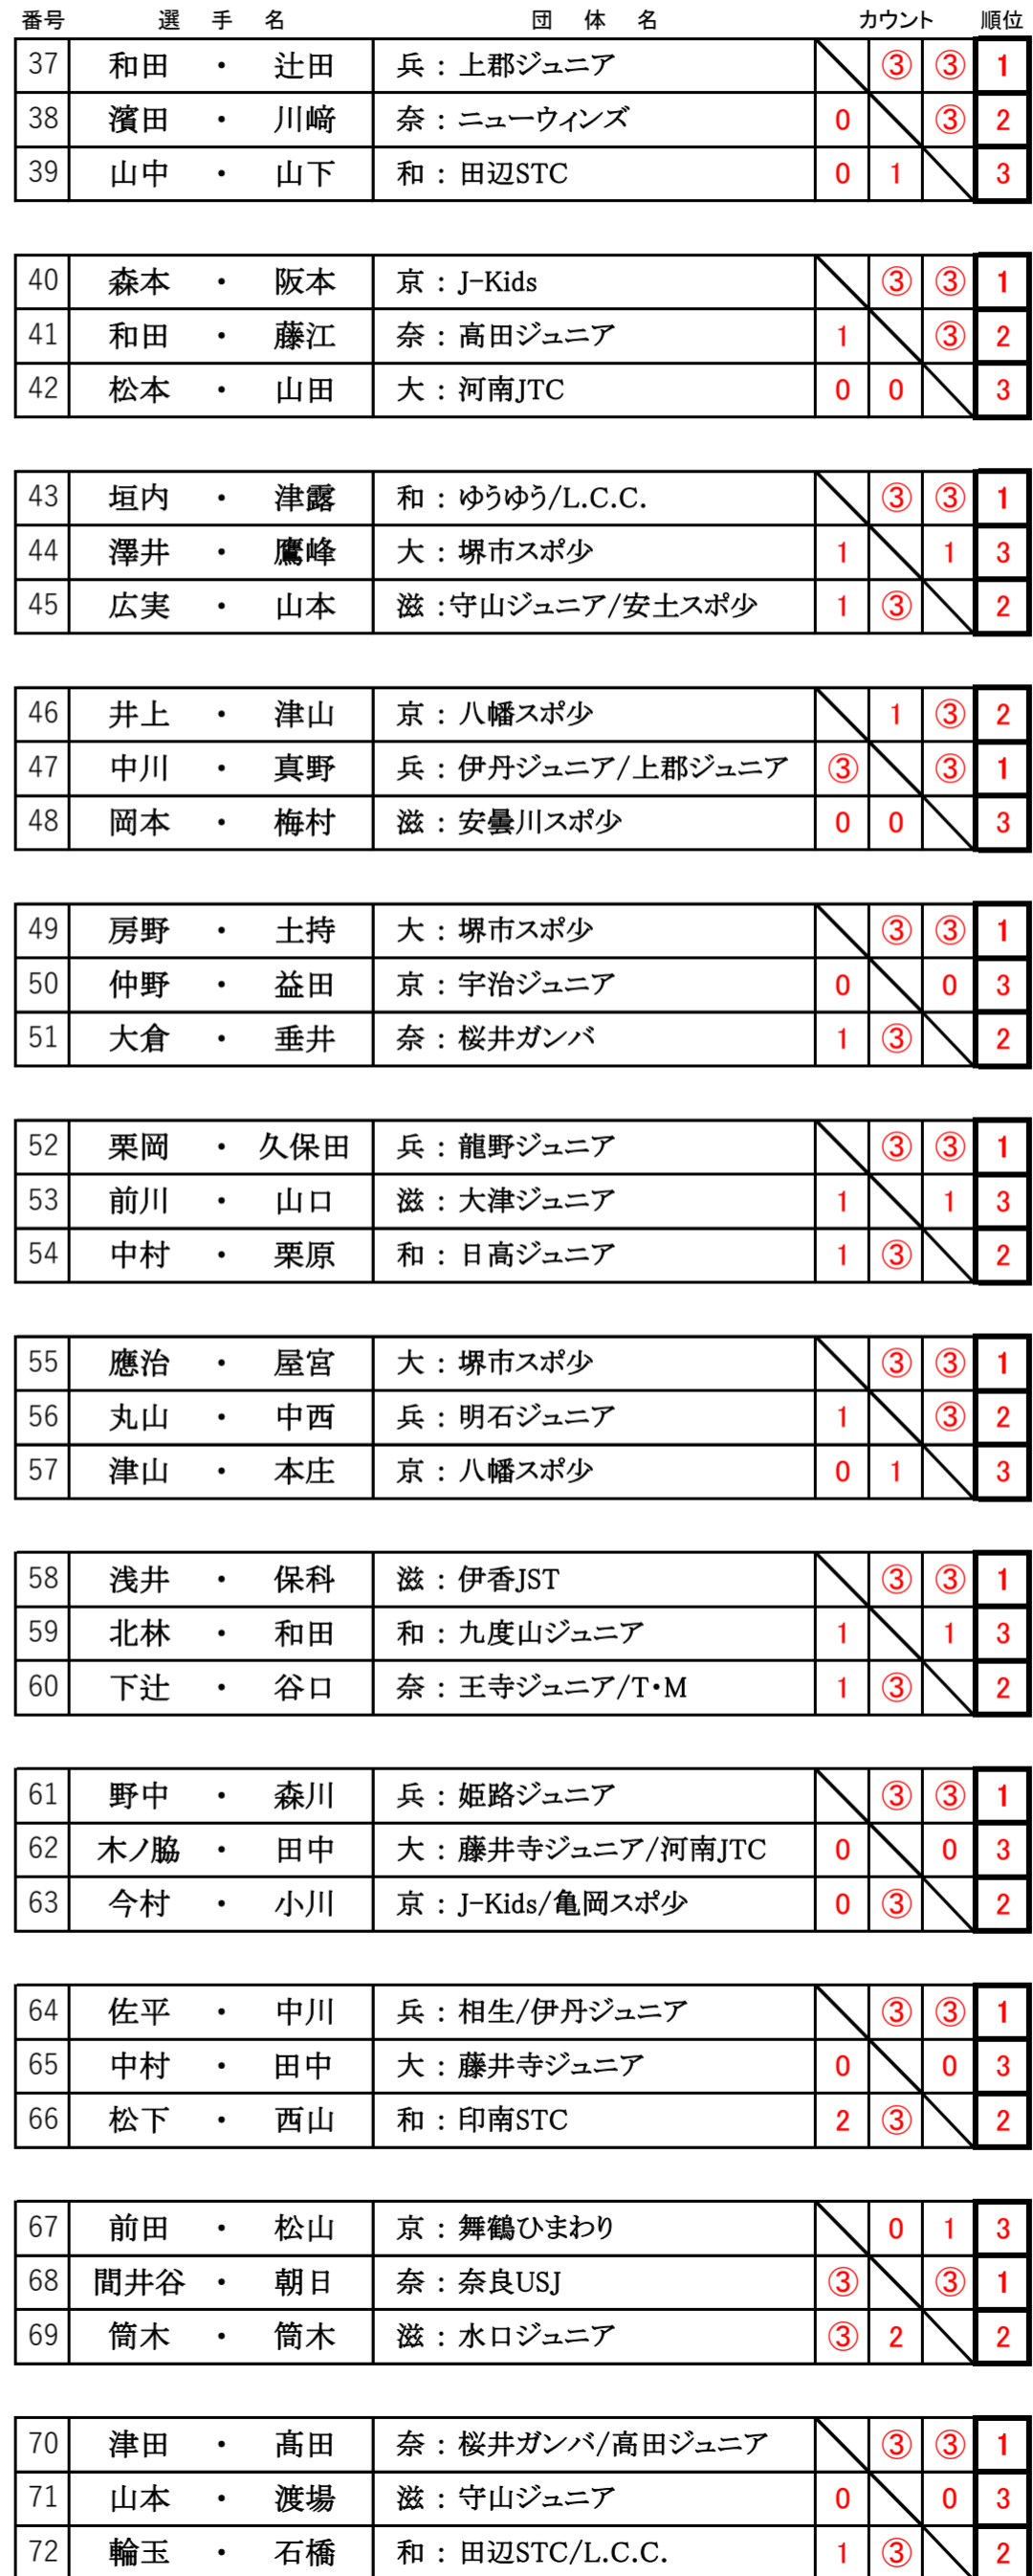 番号 選 手 名 団 体 名 カウント 順位
37 和田 ・ 辻田 兵 : 上郡ジュニア ③ ③ 1
38 濱田 ・ 川﨑 奈 : ニューウィンズ 0 ③ 2
39 山中 ・ 山下 和 : 田辺STC 0 1 3
40 森本 ・ 阪本 京 : J-Kids ③ ③ 1
41 和田 ・ 藤江 奈 : 高田ジュニア 1 ③ 2
42 松本 ・ 山田 大 : 河南JTC 0 0 3
43 垣内 ・ 津露 和 : ゆうゆう/L.C.C. ③ ③ 1
44 澤井 ・ 鷹峰 大 : 堺市スポ少 1 1 3
45 広実 ・ 山本 滋 :守山ジュニア/安土スポ少 1 ③ 2
46 井上 ・ 津山 京 : 八幡スポ少 1 ③ 2
47 中川 ・ 真野 兵 : 伊丹ジュニア/上郡ジュニア ③ ③ 1
48 岡本 ・ 梅村 滋 : 安曇川スポ少 0 0 3
49 房野 ・ 土持 大 : 堺市スポ少 ③ ③ 1
50 仲野 ・ 益田 京 : 宇治ジュニア 0 0 3
51 大倉 ・ 垂井 奈 : 桜井ガンバ 1 ③ 2
52 栗岡 ・ 久保田 兵 : 龍野ジュニア ③ ③ 1
53 前川 ・ 山口 滋 : 大津ジュニア 1 1 3
54 中村 ・ 栗原 和 : 日高ジュニア 1 ③ 2
55 應治 ・ 屋宮 大 : 堺市スポ少 ③ ③ 1
56 丸山 ・ 中西 兵 : 明石ジュニア 1 ③ 2
57 津山 ・ 本庄 京 : 八幡スポ少 0 1 3
58 浅井 ・ 保科 滋 : 伊香JST ③ ③ 1
59 北林 ・ 和田 和 : 九度山ジュニア 1 1 3
60 下辻 ・ 谷口 奈 : 王寺ジュニア/T・M 1 ③ 2
61 野中 ・ 森川 兵 : 姫路ジュニア ③ ③ 1
62 木ノ脇 ・ 田中 大 : 藤井寺ジュニア/河南JTC 0 0 3
63 今村 ・ 小川 京 : J-Kids/亀岡スポ少 0 ③ 2
64 佐平 ・ 中川 兵 : 相生/伊丹ジュニア ③ ③ 1
65 中村 ・ 田中 大 : 藤井寺ジュニア 0 0 3
66 松下 ・ 西山 和 : 印南STC 2 ③ 2
67 前田 ・ 松山 京 : 舞鶴ひまわり 0 1 3
68 間井谷 ・ 朝日 奈 : 奈良USJ ③ ③ 1
69 筒木 ・ 筒木 滋 : 水口ジュニア ③ 2 2
70 津田 ・ 髙田 奈 : 桜井ガンバ/高田ジュニア ③ ③ 1
71 山本 ・ 渡場 滋 : 守山ジュニア 0 0 3
72 輪玉 ・ 石橋 和 : 田辺STC/L.C.C. 1 ③ 2